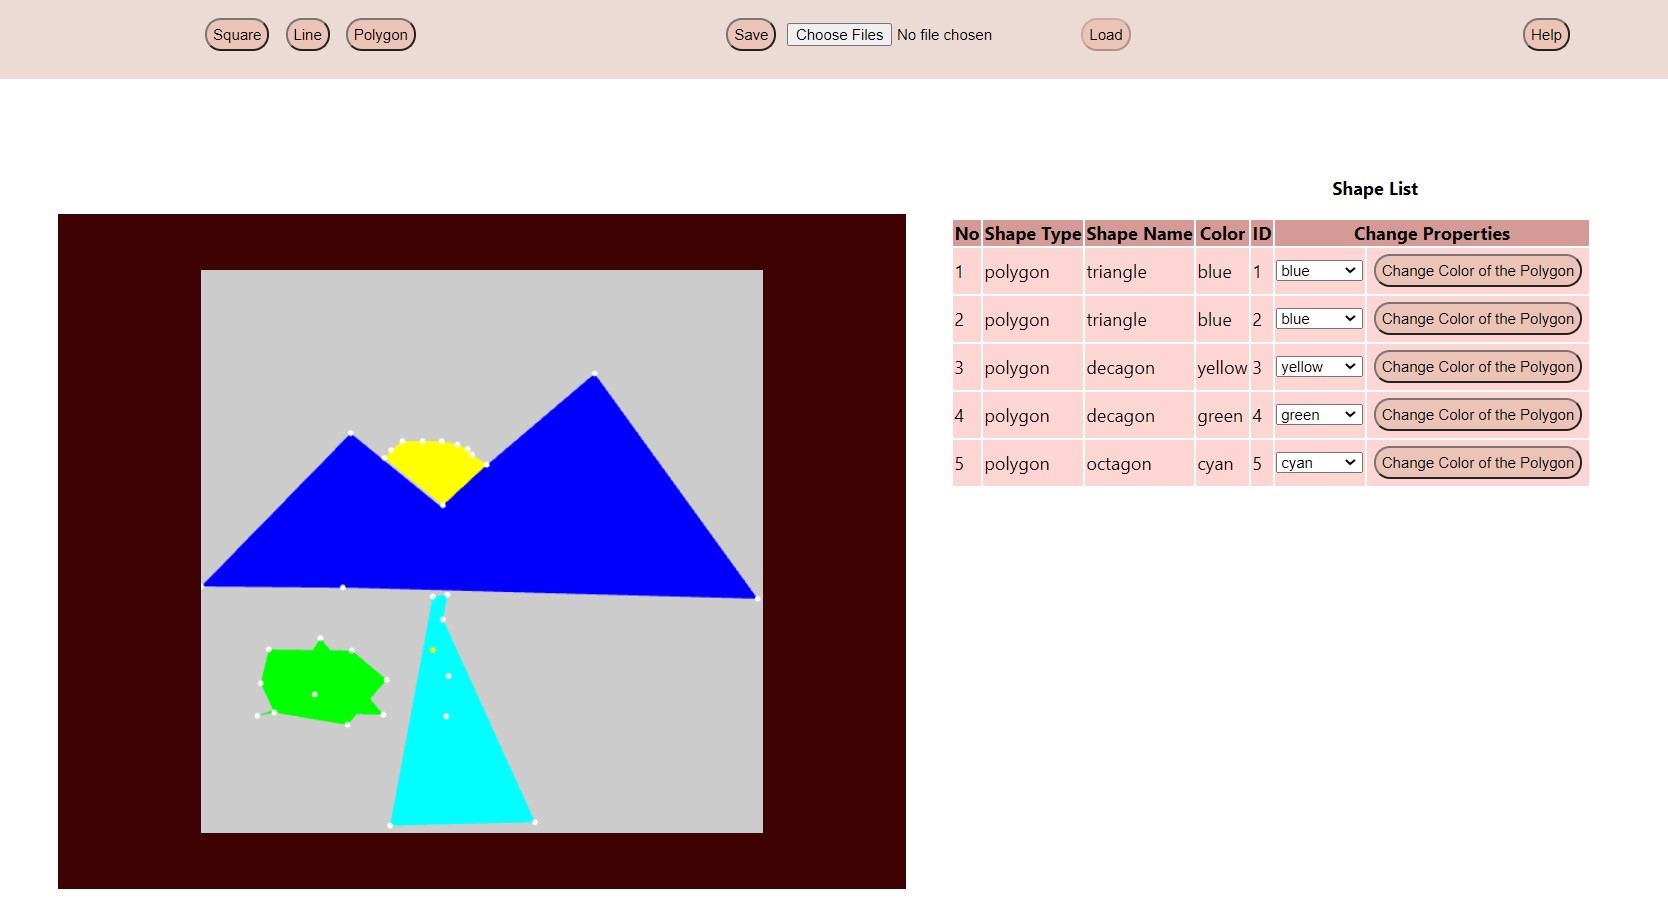 Square Line Polygon Save Choose Files No file chosen Load Help
Shape List
No Shape Type Shape Name Color ID Change Properties
1 polygon triangle blue 1 blue Change Color of the Polygon
2 polygon triangle blue 2 blue Change Color of the Polygon
3 polygon decagon yellow 3 yellow Change Color of the Polygon
4 polygon decagon green 4 green Change Color of the Polygon
5 polygon octagon cyan 5 cyan Change Color of the Polygon